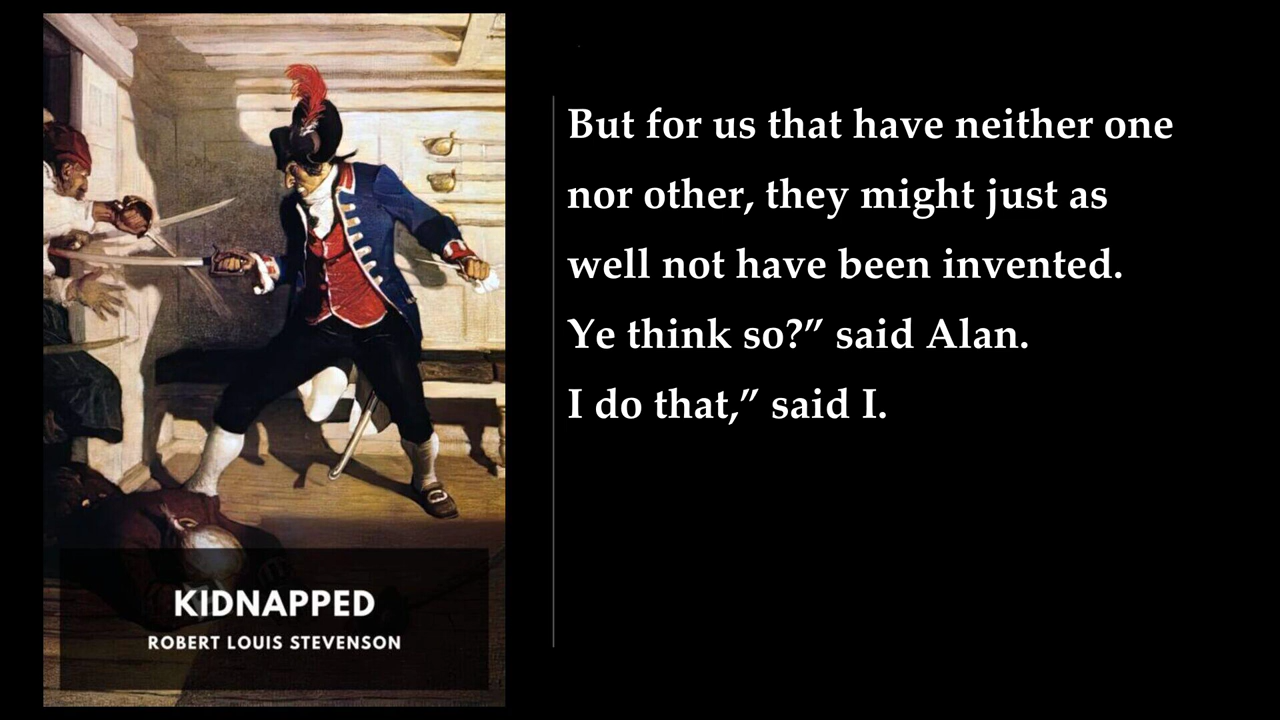 KIDNAPPED
ROBERT LOUIS STEVENSON
But for us that have neither one
nor other, they might just as
well not have been invented.
Ye think so?” said Alan.
I do that,” said I.